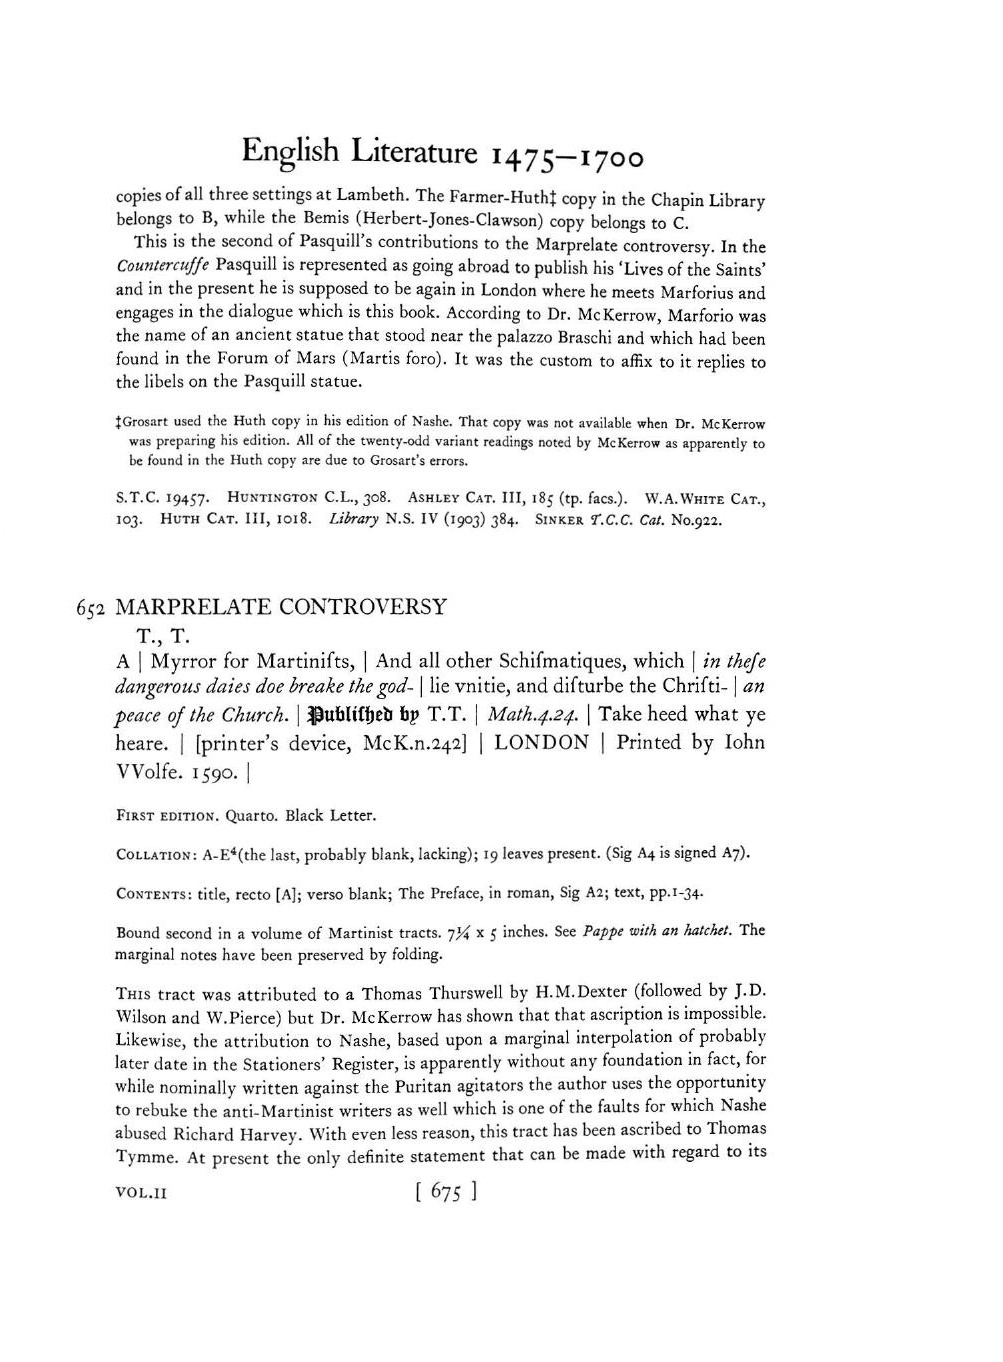 English Literature 1475–1700
copies of all three settings at Lambeth. The Farmer-Huth‡ copy in the Chapin Library
belongs to B, while the Bemis (Herbert-Jones-Clawson) copy belongs to C.
This is the second of Pasquill's contributions to the Marprelate controversy. In the
Countercuffe Pasquill is represented as going abroad to publish his 'Lives of the Saints'
and in the present he is supposed to be again in London where he meets Marforius and
engages in the dialogue which is this book. According to Dr. McKerrow, Marforio was
the name of an ancient statue that stood near the palazzo Braschi and which had been
found in the Forum of Mars (Martis foro). It was the custom to affix to it replies to
the libels on the Pasquill statue.
‡Grosart used the Huth copy in his edition of Nashe. That copy was not available when Dr. McKerrow
was preparing his edition. All of the twenty-odd variant readings noted by McKerrow as apparently to
be found in the Huth copy are due to Grosart's errors.
S.T.C. 19457. Huntington C.L., 308. Ashley Cat. III, 185 (tp. facs.). W.A.White Cat.,
103. Huth Cat. III, 1018. Library N.S. IV (1903) 384. Sinker T.C.C. Cat. No.922.
652 MARPRELATE CONTROVERSY
T., T.
A | Myrror for Martiniſts, | And all other Schiſmatiques, which | in theſe
dangerous daies doe breake the god- | lie vnitie, and diſturbe the Chriſti- | an
peace of the Church. | Publiſhed by T.T. | Math.4.24. | Take heed what ye
heare. | [printer's device, McK.n.242] | LONDON | Printed by Iohn
VVolfe. 1590. |
First edition. Quarto. Black Letter.
Collation: A-E⁴(the last, probably blank, lacking); 19 leaves present. (Sig A4 is signed A7).
Contents: title, recto [A]; verso blank; The Preface, in roman, Sig A2; text, pp.1-34.
Bound second in a volume of Martinist tracts. 7¼ x 5 inches. See Pappe with an hatchet. The
marginal notes have been preserved by folding.
This tract was attributed to a Thomas Thurswell by H.M.Dexter (followed by J.D.
Wilson and W.Pierce) but Dr. McKerrow has shown that that ascription is impossible.
Likewise, the attribution to Nashe, based upon a marginal interpolation of probably
later date in the Stationers' Register, is apparently without any foundation in fact, for
while nominally written against the Puritan agitators the author uses the opportunity
to rebuke the anti-Martinist writers as well which is one of the faults for which Nashe
abused Richard Harvey. With even less reason, this tract has been ascribed to Thomas
Tymme. At present the only definite statement that can be made with regard to its
VOL.II [ 675 ]